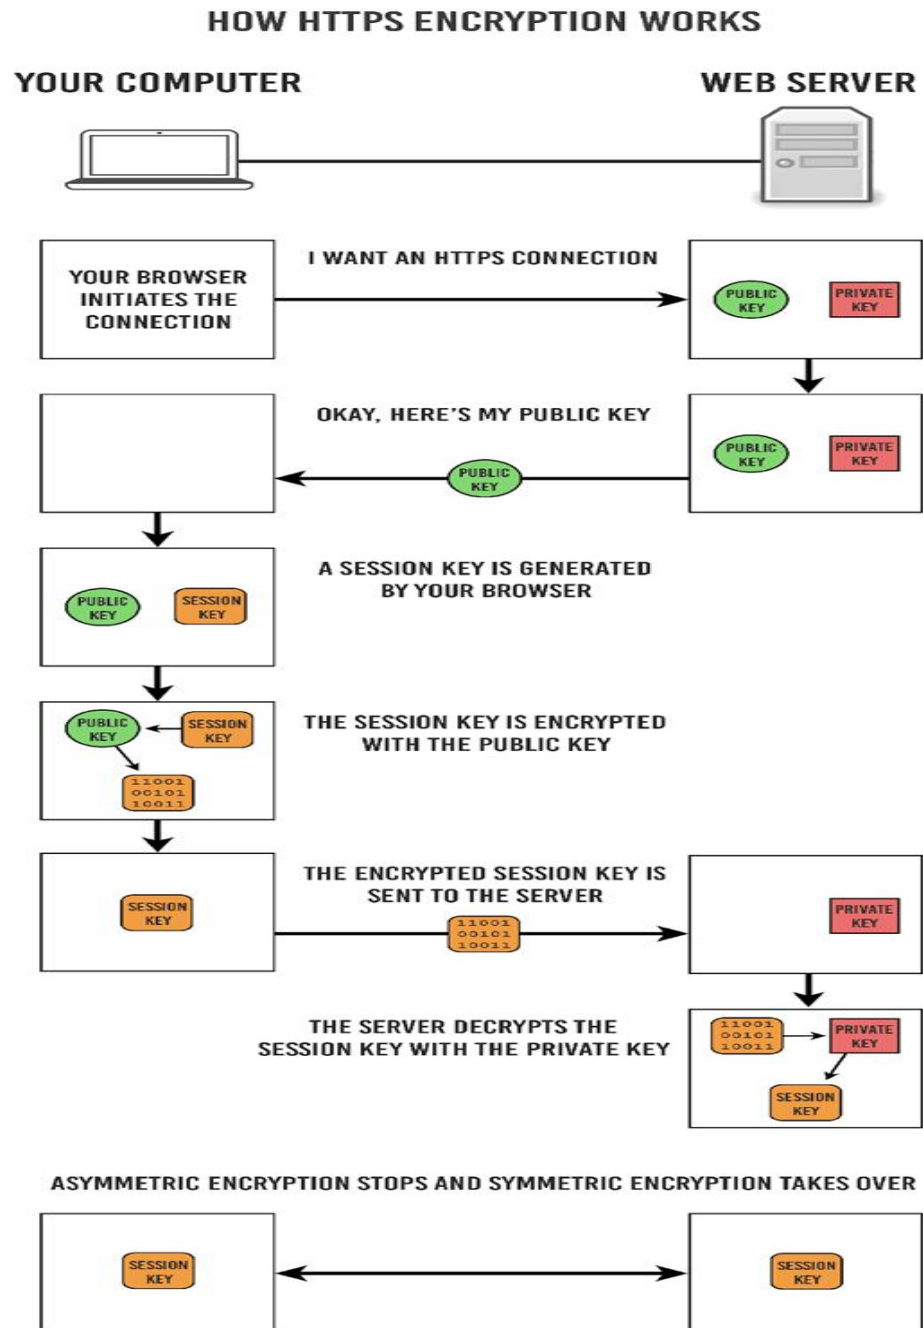 HOW HTTPS ENCRYPTION WORKS
YOUR COMPUTER
WEB SERVER
YOUR BROWSER
INITIATES THE
CONNECTION
I WANT AN HTTPS CONNECTION
PUBLIC
KEY
PRIVATE
KEY
OKAY, HERE'S MY PUBLIC KEY
PUBLIC
KEY
PUBLIC
KEY
PRIVATE
KEY
PUBLIC
KEY
SESSION
KEY
A SESSION KEY IS GENERATED
BY YOUR BROWSER
PUBLIC
KEY
SESSION
KEY
11001
00101
10011
THE SESSION KEY IS ENCRYPTED
WITH THE PUBLIC KEY
SESSION
KEY
THE ENCRYPTED SESSION KEY IS
SENT TO THE SERVER
11001
00101
10011
PRIVATE
KEY
THE SERVER DECRYPTS THE
SESSION KEY WITH THE PRIVATE KEY
11001
00101
10011
PRIVATE
KEY
SESSION
KEY
ASYMMETRIC ENCRYPTION STOPS AND SYMMETRIC ENCRYPTION TAKES OVER
SESSION
KEY
SESSION
KEY